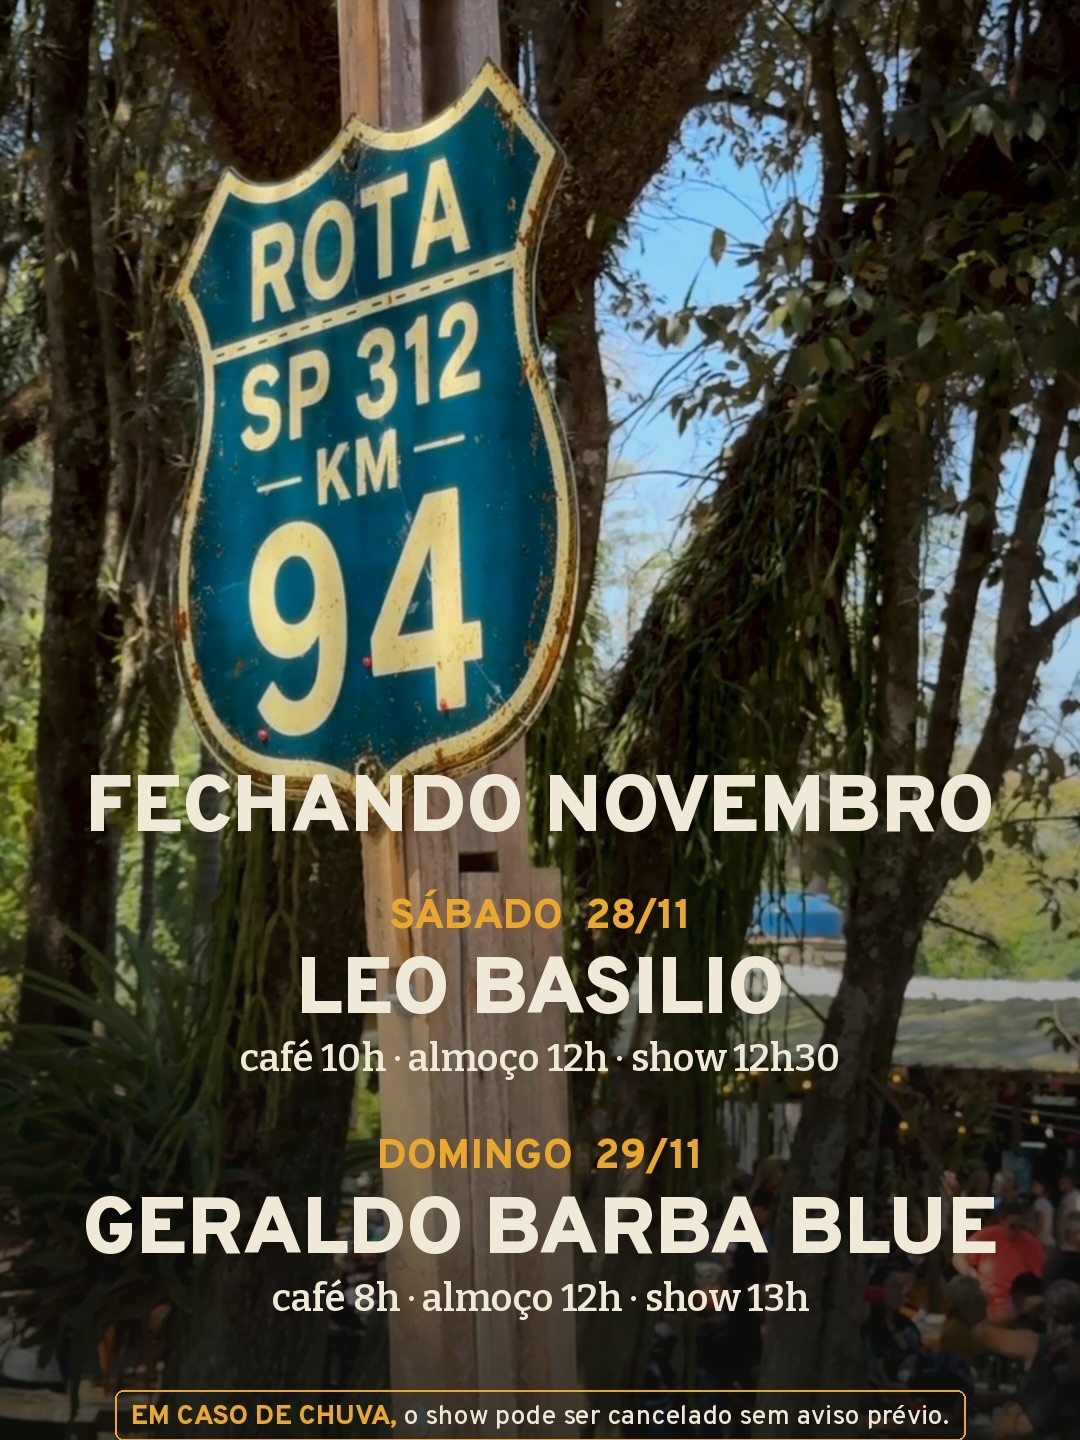 ROTA
SP 312
KM
94
FECHANDO NOVEMBRO
SÁBADO 28/11
LEO BASILIO
café 10h · almoço 12h · show 12h30
DOMINGO 29/11
GERALDO BARBA BLUE
café 8h · almoço 12h · show 13h
EM CASO DE CHUVA, o show pode ser cancelado sem aviso prévio.